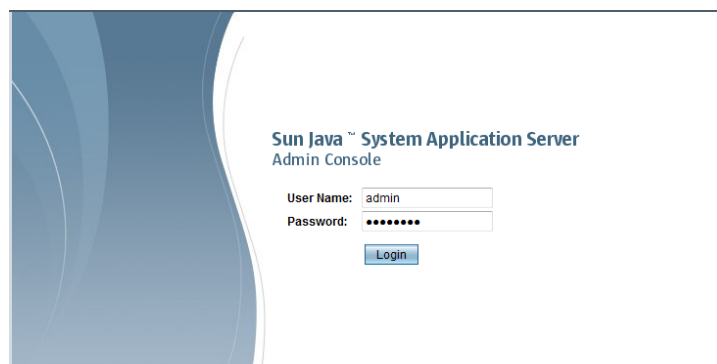 Sun Java ™ System Application Server
Admin Console
User Name: admin
Password: ••••••••
Login